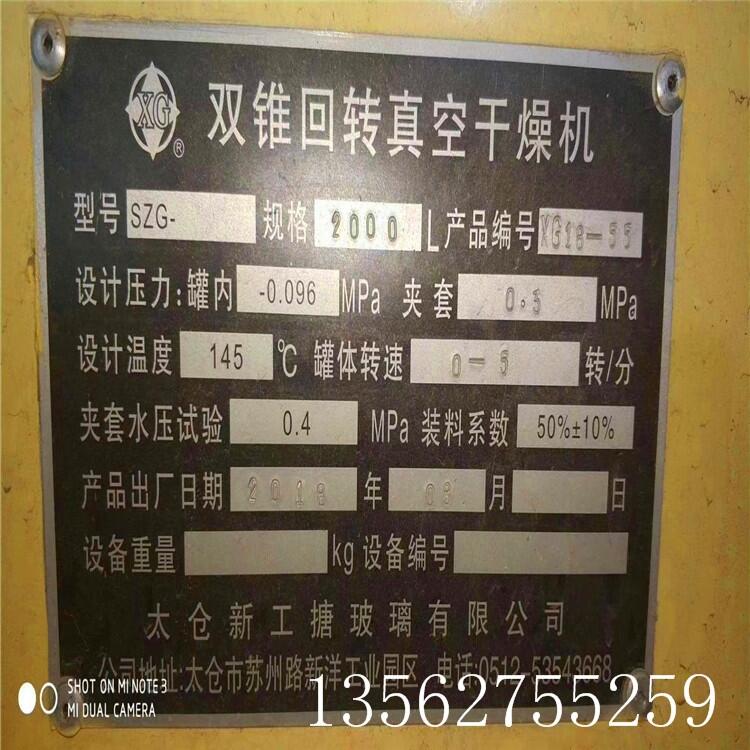 XG ® 双锥回转真空干燥机
型号 SZG- 规格 2000 L 产品编号 XG18-55
设计压力:罐内 -0.096 MPa 夹套 0.3 MPa
设计温度 145 ℃ 罐体转速 0-5 转/分
夹套水压试验 0.4 MPa 装料系数 50%±10%
产品出厂日期 2018 年 03 月 日
设备重量 kg 设备编号
太仓新工搪玻璃有限公司
公司地址:太仓市苏州路新洋工业园区 电话:0512-53543668
SHOT ON MI NOTE 3
MI DUAL CAMERA
13562755259